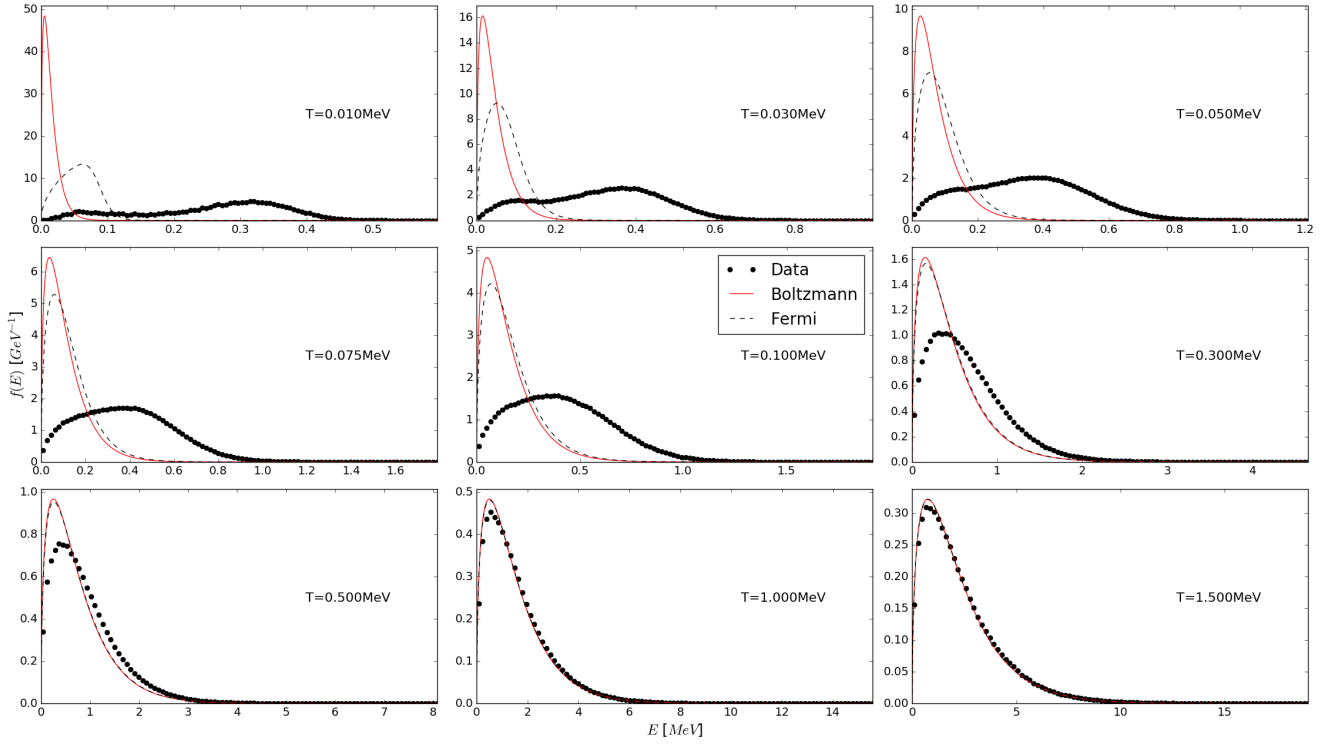 50
40
30
20
10
0
0.0 0.1 0.2 0.3 0.4 0.5
T=0.010MeV
16
14
12
10
8
6
4
2
0
0.0 0.2 0.4 0.6 0.8
T=0.030MeV
10
8
6
4
2
0
0.0 0.2 0.4 0.6 0.8 1.0 1.2
T=0.050MeV
f(E) [GeV⁻¹]
6
5
4
3
2
1
0
0.0 0.2 0.4 0.6 0.8 1.0 1.2 1.4 1.6
T=0.075MeV
5
4
3
2
1
0
0.0 0.5 1.0 1.5
Data
Boltzmann
Fermi
T=0.100MeV
1.6
1.4
1.2
1.0
0.8
0.6
0.4
0.2
0.0
0 1 2 3 4
T=0.300MeV
1.0
0.8
0.6
0.4
0.2
0.0
0 1 2 3 4 5 6 7 8
T=0.500MeV
0.5
0.4
0.3
0.2
0.1
0.0
0 2 4 6 8 10 12 14
T=1.000MeV
E [MeV]
0.30
0.25
0.20
0.15
0.10
0.05
0.00
0 5 10 15
T=1.500MeV